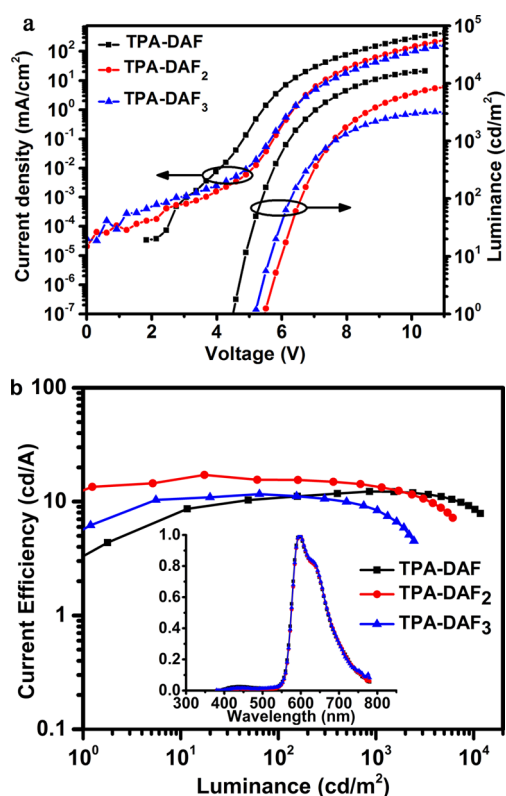 a
Current density (mA/cm²)
10²
10¹
10⁰
10⁻¹
10⁻²
10⁻³
10⁻⁴
10⁻⁵
10⁻⁶
10⁻⁷
TPA-DAF
TPA-DAF₂
TPA-DAF₃
10⁵
10⁴
10³
10²
10¹
10⁰
Luminance (cd/m²)
0 2 4 6 8 10
Voltage (V)
b
Current Efficiency (cd/A)
100
10
1
0.1
TPA-DAF
TPA-DAF₂
TPA-DAF₃
1.0
0.8
0.6
0.4
0.2
0.0
300 400 500 600 700 800
Wavelength (nm)
10⁰ 10¹ 10² 10³ 10⁴
Luminance (cd/m²)